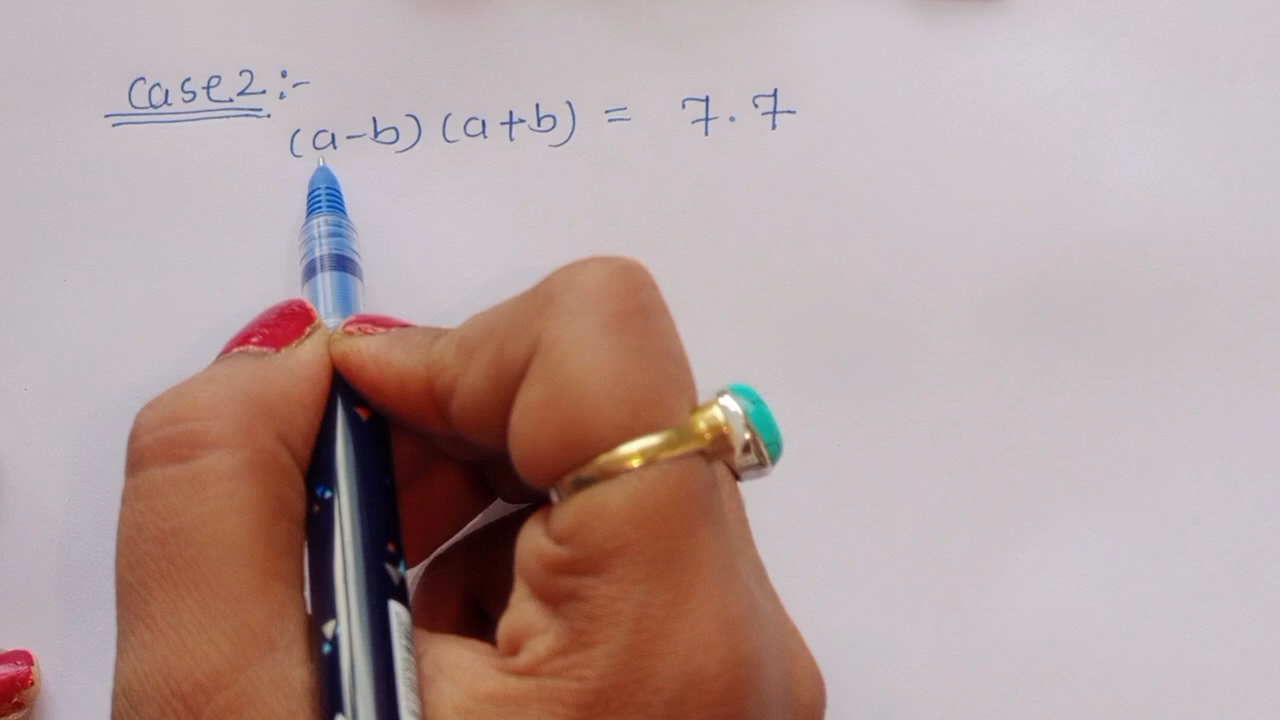 Case2:-
(a-b) (a+b) = 7.7